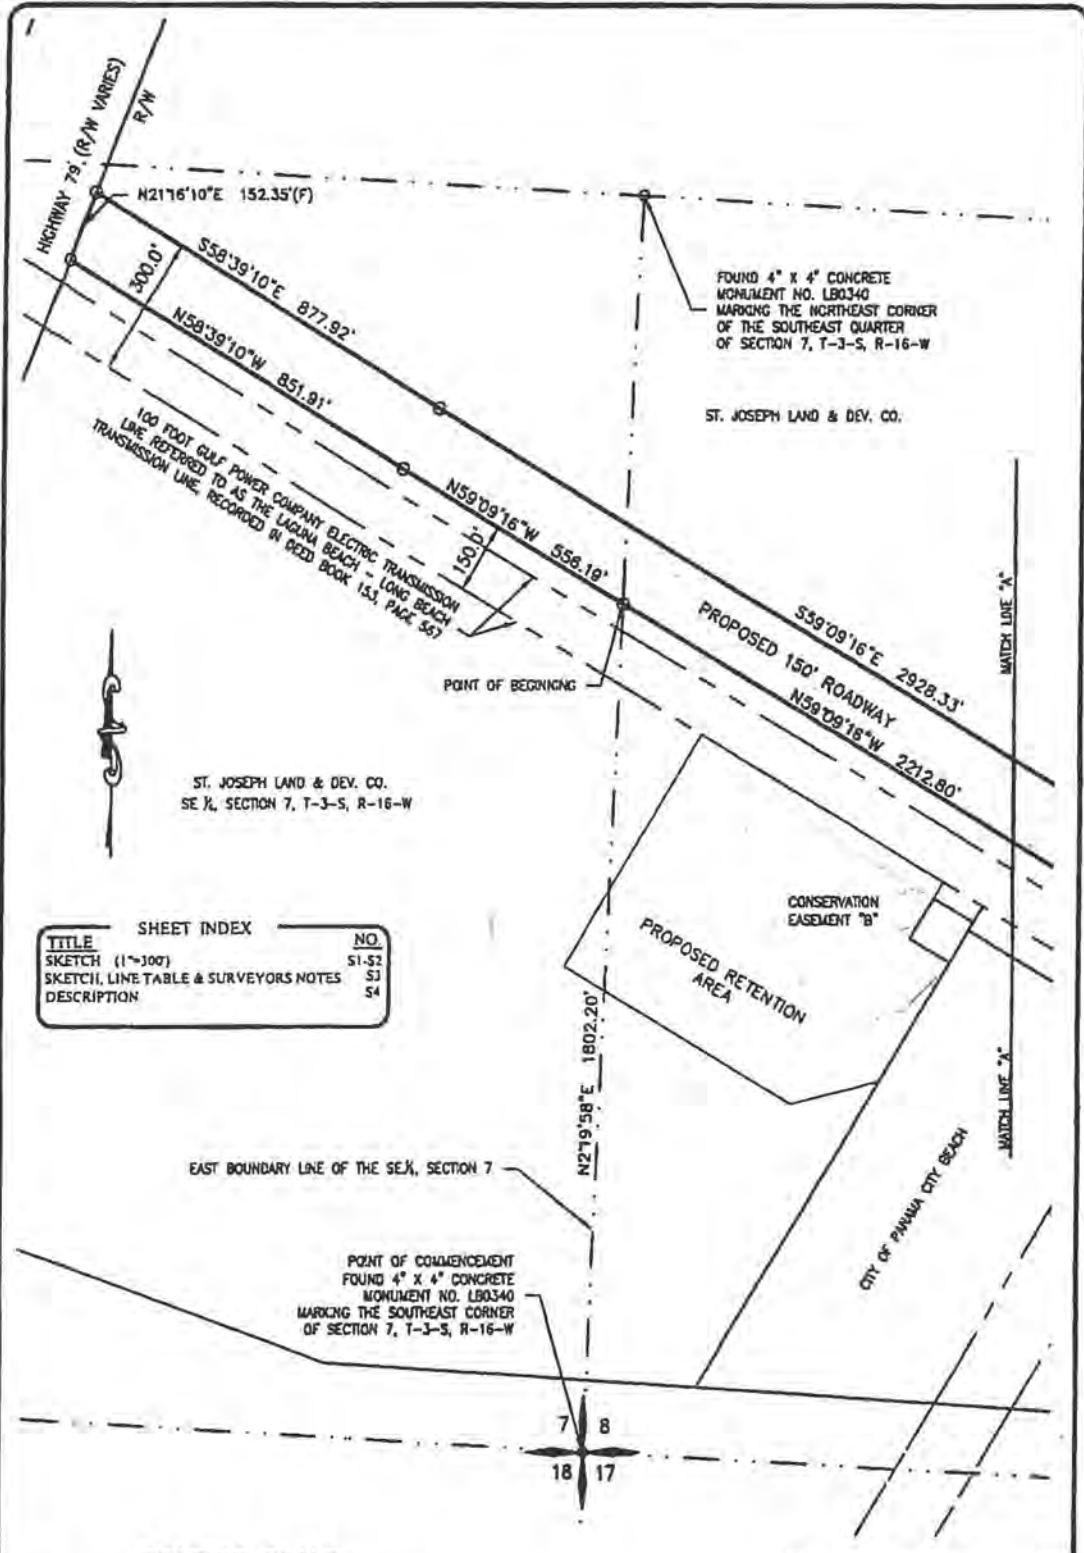 HIGHWAY 79' (R/W VARIES)
R/W
N21°16'10"E 152.35'(F)
300.0'
S58°39'10"E 877.92'
N58°39'10"W 851.91'
FOUND 4" X 4" CONCRETE
MONUMENT NO. LB0340
MARKING THE NORTHEAST CORNER
OF THE SOUTHEAST QUARTER
OF SECTION 7, T-3-S, R-16-W
ST. JOSEPH LAND & DEV. CO.
100 FOOT GULF POWER COMPANY ELECTRIC TRANSMISSION
LINE REFERRED TO AS THE LAGUNA BEACH - LONG BEACH
TRANSMISSION LINE, RECORDED IN DEED BOOK 153, PAGE 567
N59°09'16"W 556.19'
150.0'
MATCH LINE "A"
S59°09'16"E 2928.33'
PROPOSED 150' ROADWAY
N59°09'16"W 2212.80'
POINT OF BEGINNING
ST. JOSEPH LAND & DEV. CO.
SE ¼, SECTION 7, T-3-S, R-16-W
CONSERVATION
EASEMENT "B"
PROPOSED RETENTION
AREA
SHEET INDEX
TITLE NO.
SKETCH (1"=300') S1-S2
SKETCH, LINE TABLE & SURVEYORS NOTES S3
DESCRIPTION S4
N2°19'58"E 1802.20'
MATCH LINE "A"
EAST BOUNDARY LINE OF THE SE¼, SECTION 7
CITY OF PANAMA CITY BEACH
POINT OF COMMENCEMENT
FOUND 4" X 4" CONCRETE
MONUMENT NO. LB0340
MARKING THE SOUTHEAST CORNER
OF SECTION 7, T-3-S, R-16-W
7 8
18 17